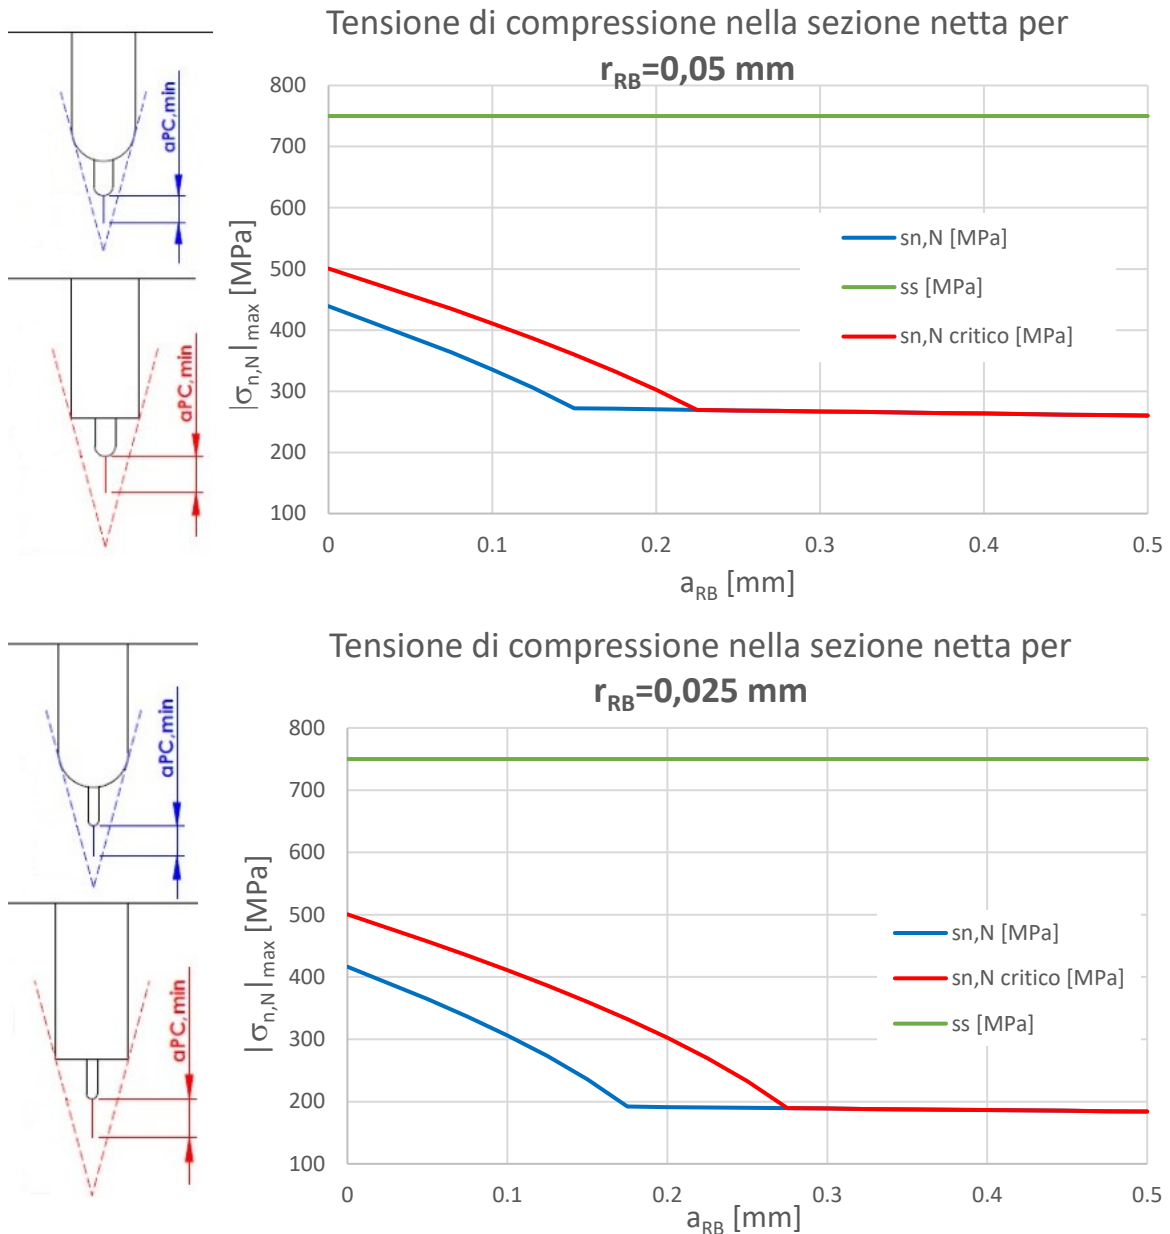 Tensione di compressione nella sezione netta per
r_RB=0,05 mm
aPC,min
aPC,min
|σn,N|max [MPa]
800
700
600
500
400
300
200
100
sn,N [MPa]
ss [MPa]
sn,N critico [MPa]
0
0.1
0.2
0.3
0.4
0.5
a_RB [mm]
Tensione di compressione nella sezione netta per
r_RB=0,025 mm
aPC,min
aPC,min
|σn,N|max [MPa]
800
700
600
500
400
300
200
100
sn,N [MPa]
sn,N critico [MPa]
ss [MPa]
0
0.1
0.2
0.3
0.4
0.5
a_RB [mm]